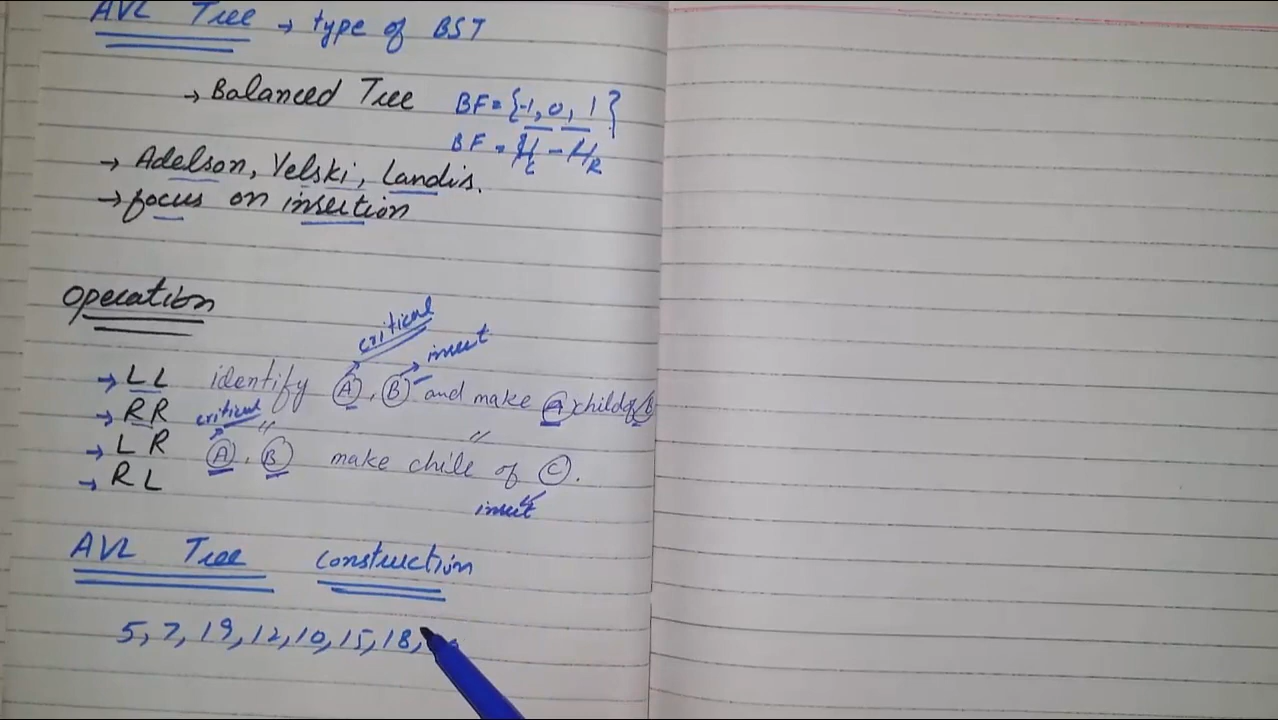 AVL Tree → type of BST
→ Balanced Tree BF = {-1, 0, 1}
BF = HL - HR
→ Adelson, Velski, Landis.
→ focus on insertion
Operation
critical
insert
→ LL identify A, B and make A child of B
→ RR critical " "
→ LR A, B make chile of C.
→ RL
insert
AVL Tree Construction
5, 7, 19, 12, 10, 15, 18,